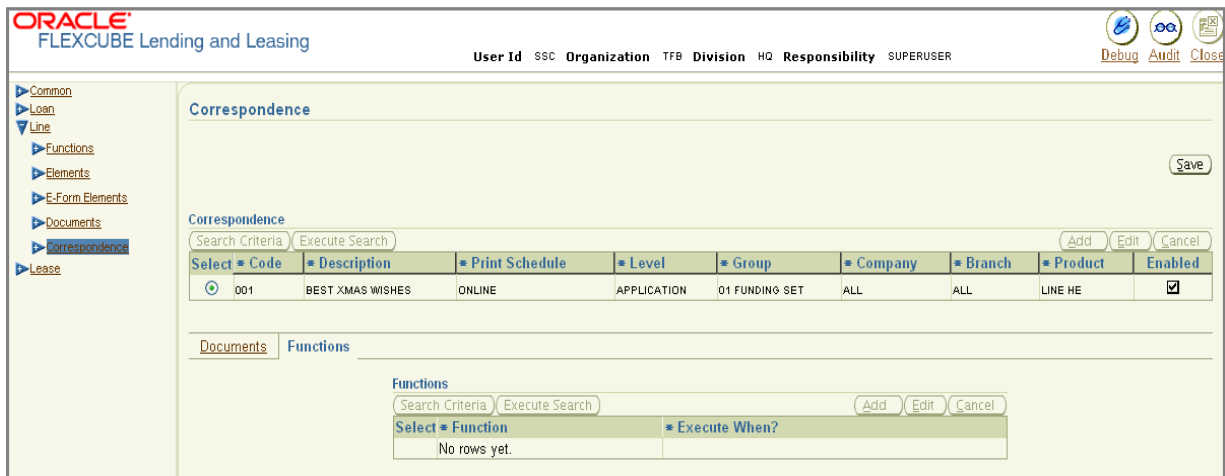 ORACLE
FLEXCUBE Lending and Leasing
User Id SSC Organization TFB Division HQ Responsibility SUPERUSER
Debug Audit Close
Common
Loan
Line
Functions
Elements
E-Form Elements
Documents
Correspondence
Lease
Correspondence
Save
Correspondence
Search Criteria Execute Search Add Edit Cancel
Select * Code * Description * Print Schedule * Level * Group * Company * Branch * Product Enabled
001 BEST XMAS WISHES ONLINE APPLICATION 01 FUNDING SET ALL ALL LINE HE
Documents Functions
Functions
Search Criteria Execute Search Add Edit Cancel
Select * Function * Execute When?
No rows yet.